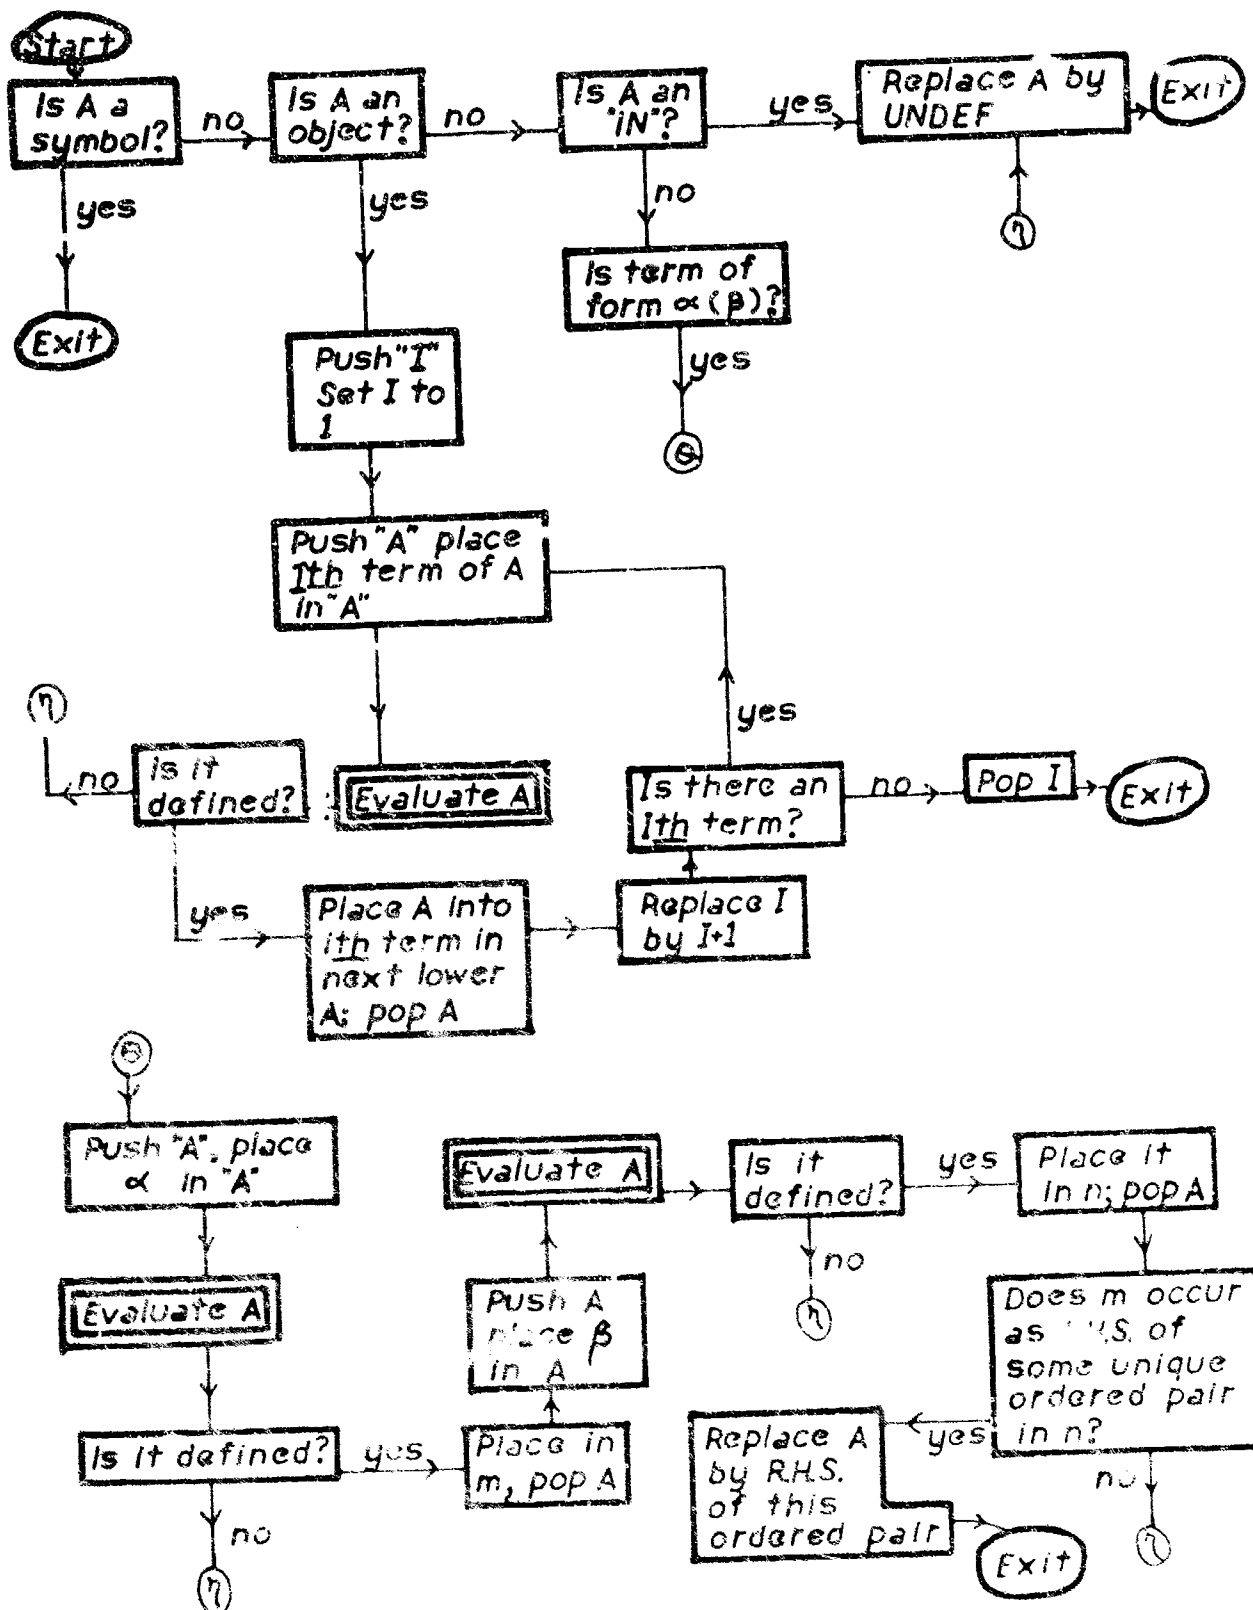 Start
Is A a
symbol?
no
Is A an
object?
no
Is A an
"IN"?
yes
Replace A by
UNDEF
Exit
yes
yes
no
η
Exit
Is term of
form α(β)?
yes
θ
Push "I"
Set I to
1
Push "A" place
Ith term of A
in "A"
η
no
Is it
defined?
Evaluate A
yes
Is there an
Ith term?
no
Pop I
Exit
yes
Place A into
ith term in
next lower
A; pop A
Replace I
by I+1
θ
Push "A", place
α in "A"
Evaluate A
Is it defined?
no
η
yes
Place in
m, pop A
Push A
place β
in A
Evaluate A
Is it
defined?
no
η
yes
Place it
in n; pop A
Does m occur
as H.S. of
some unique
ordered pair
in n?
yes
no
η
Replace A
by R.H.S.
of this
ordered pair
Exit